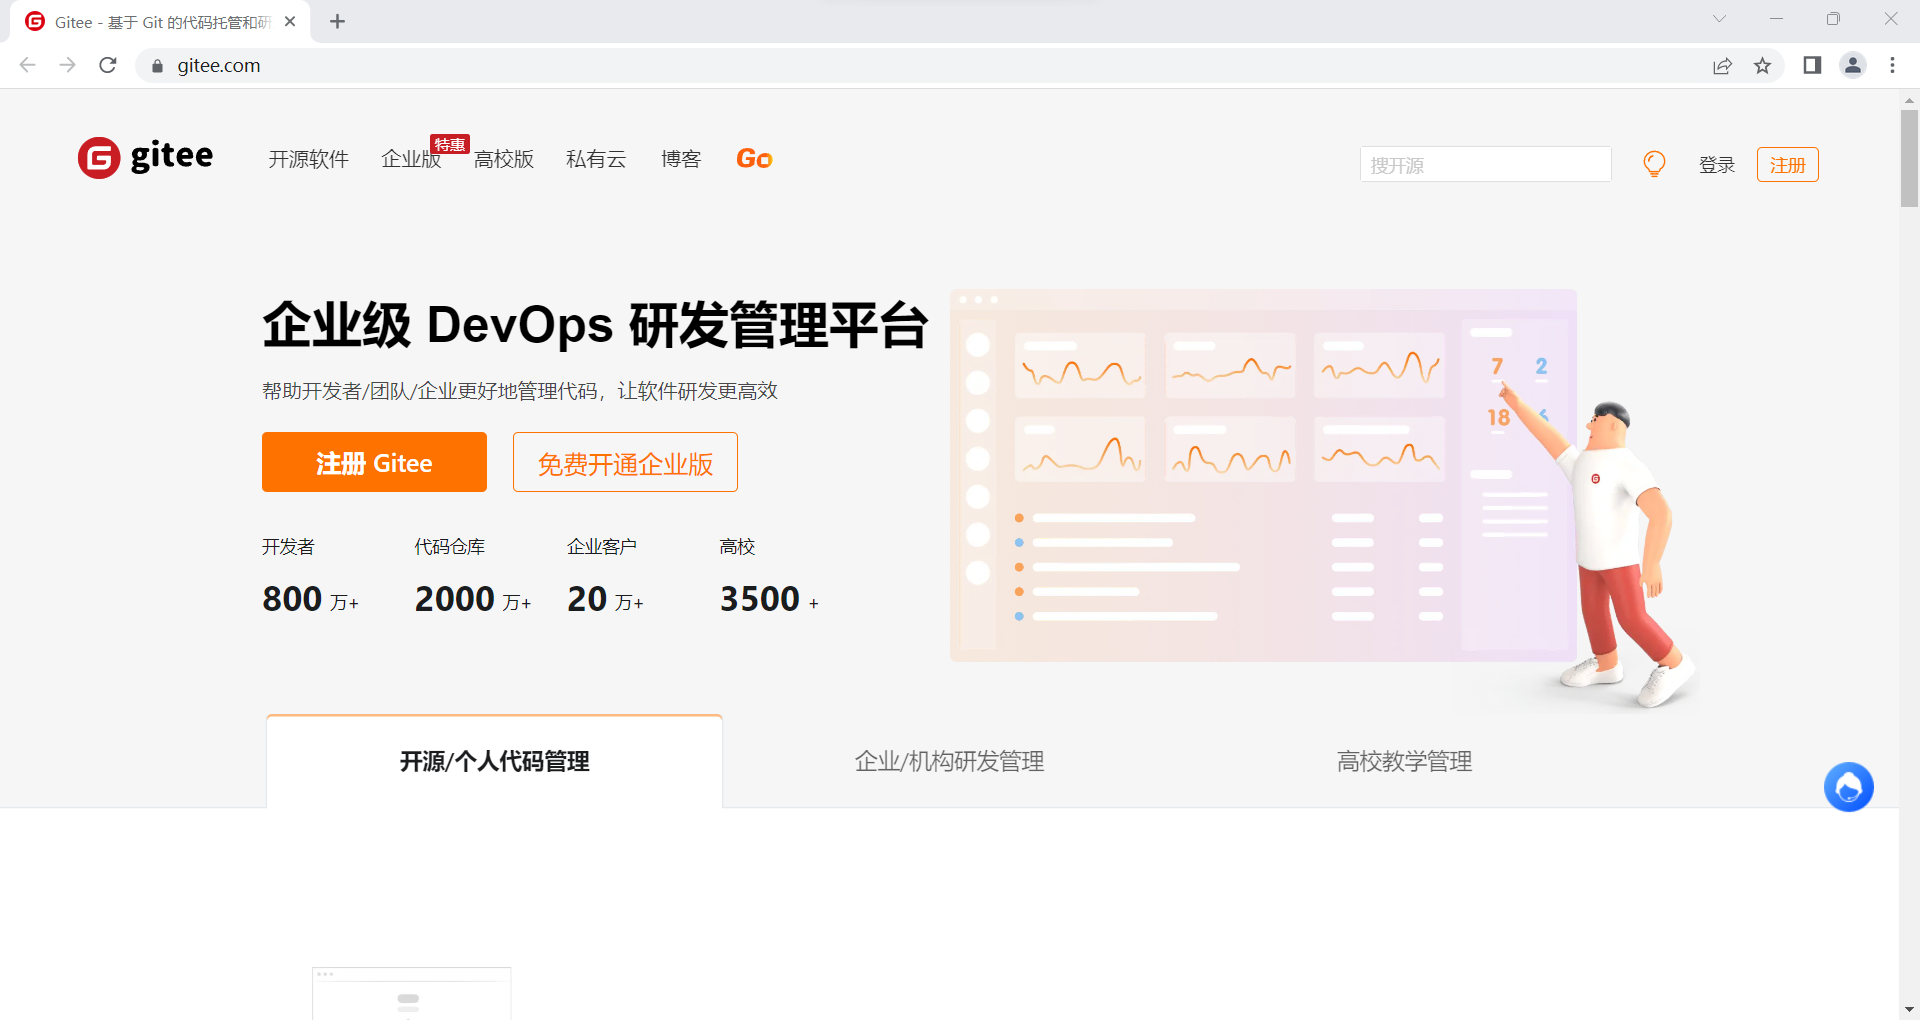 Gitee - 基于 Git 的代码托管和研
gitee.com
gitee
开源软件
企业版
特惠
高校版
私有云
博客
Go
搜开源
登录
注册
企业级 DevOps 研发管理平台
帮助开发者/团队/企业更好地管理代码，让软件研发更高效
注册 Gitee
免费开通企业版
7 2
18 6
开发者 代码仓库 企业客户 高校
800 万+ 2000 万+ 20 万+ 3500 +
开源/个人代码管理
企业/机构研发管理
高校教学管理